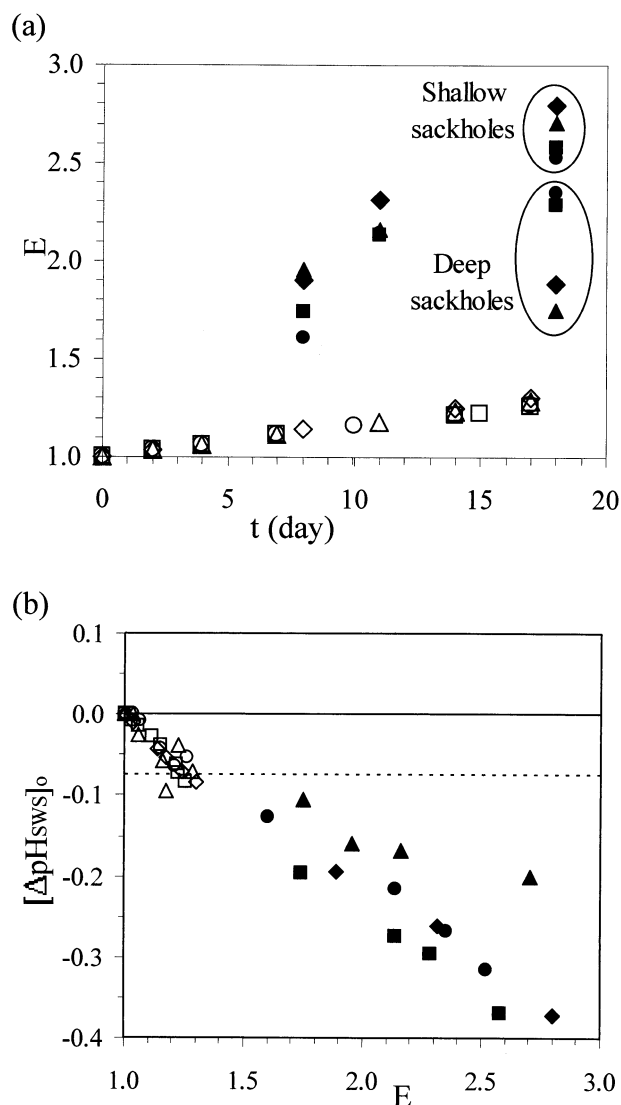 (a)
3.0
2.5
2.0
1.5
1.0
E
Shallow
sackholes
Deep
sackholes
0 5 10 15 20
t (day)
(b)
0.1
0.0
-0.1
-0.2
-0.3
-0.4
[ΔpHsws]o
1.0 1.5 2.0 2.5 3.0
E